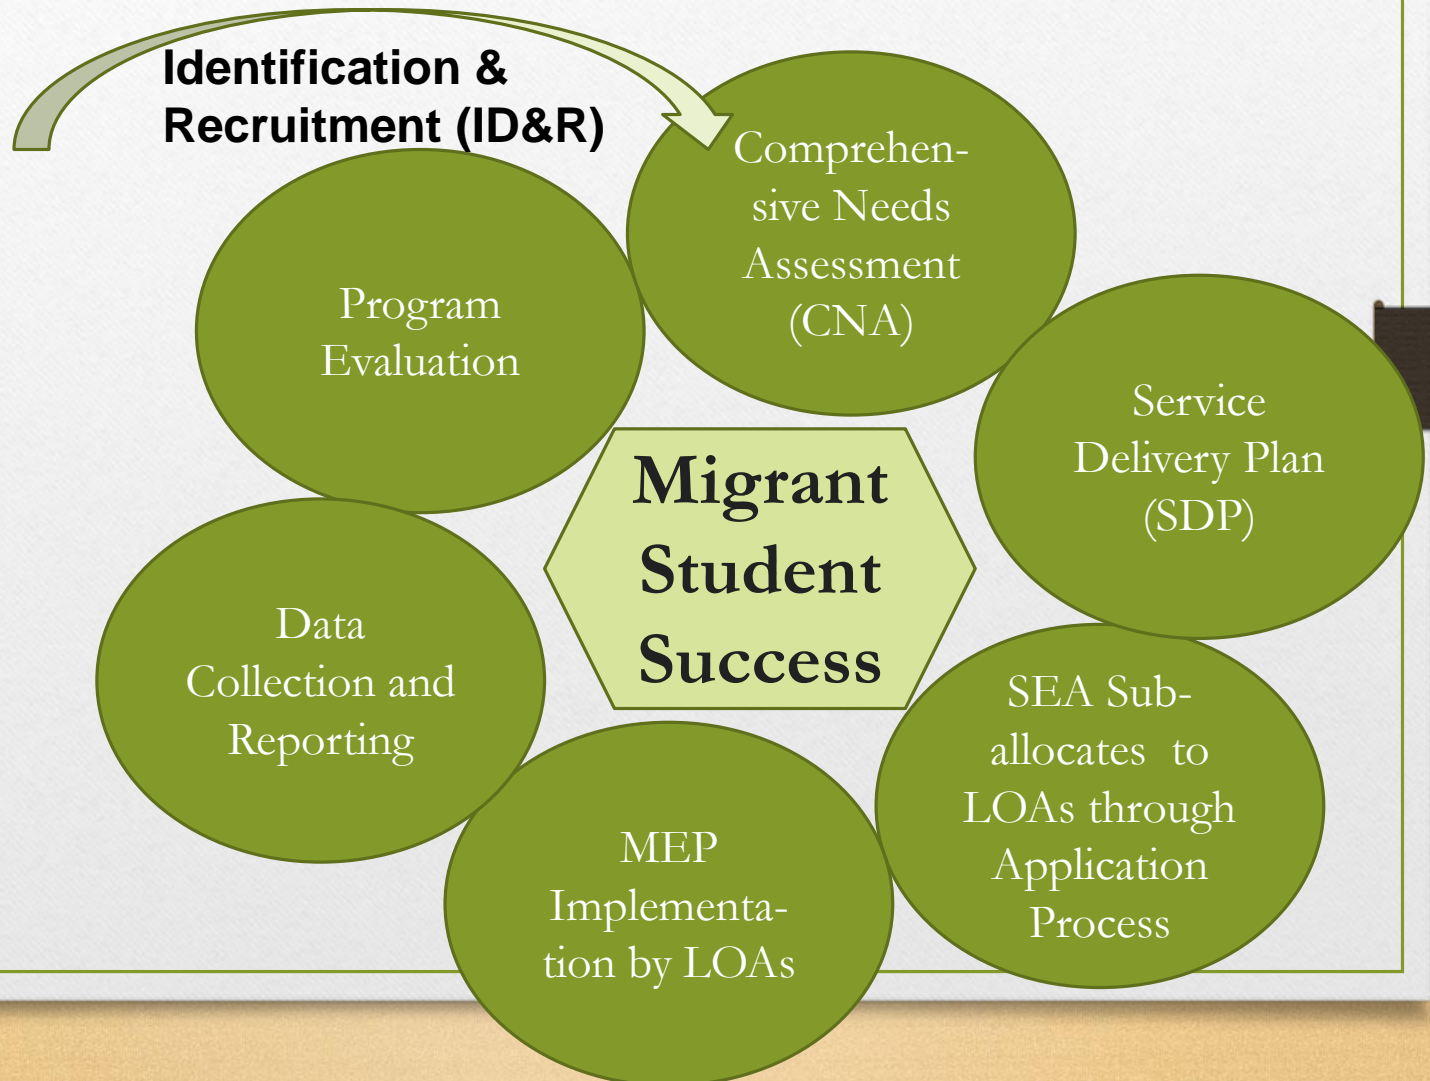 Identification &
Recruitment (ID&R)
Comprehen-
sive Needs
Assessment
(CNA)
Service
Delivery Plan
(SDP)
SEA Sub-
allocates to
LOAs through
Application
Process
MEP
Implementa-
tion by LOAs
Data
Collection and
Reporting
Program
Evaluation
Migrant
Student
Success